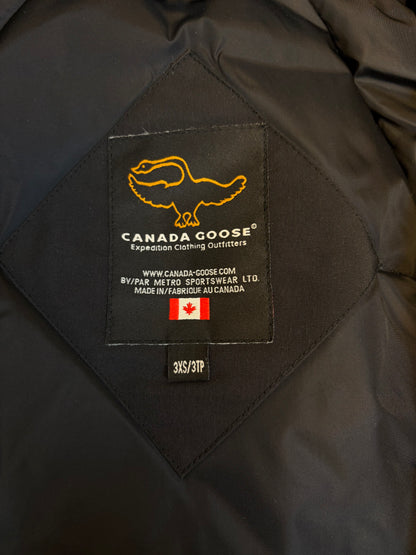 CANADA GOOSE©
Expedition Clothing Outfitters
WWW.CANADA-GOOSE.COM
BY/PAR METRO SPORTSWEAR LTD.
MADE IN/FABRIQUE AU CANADA
3XS/3TP